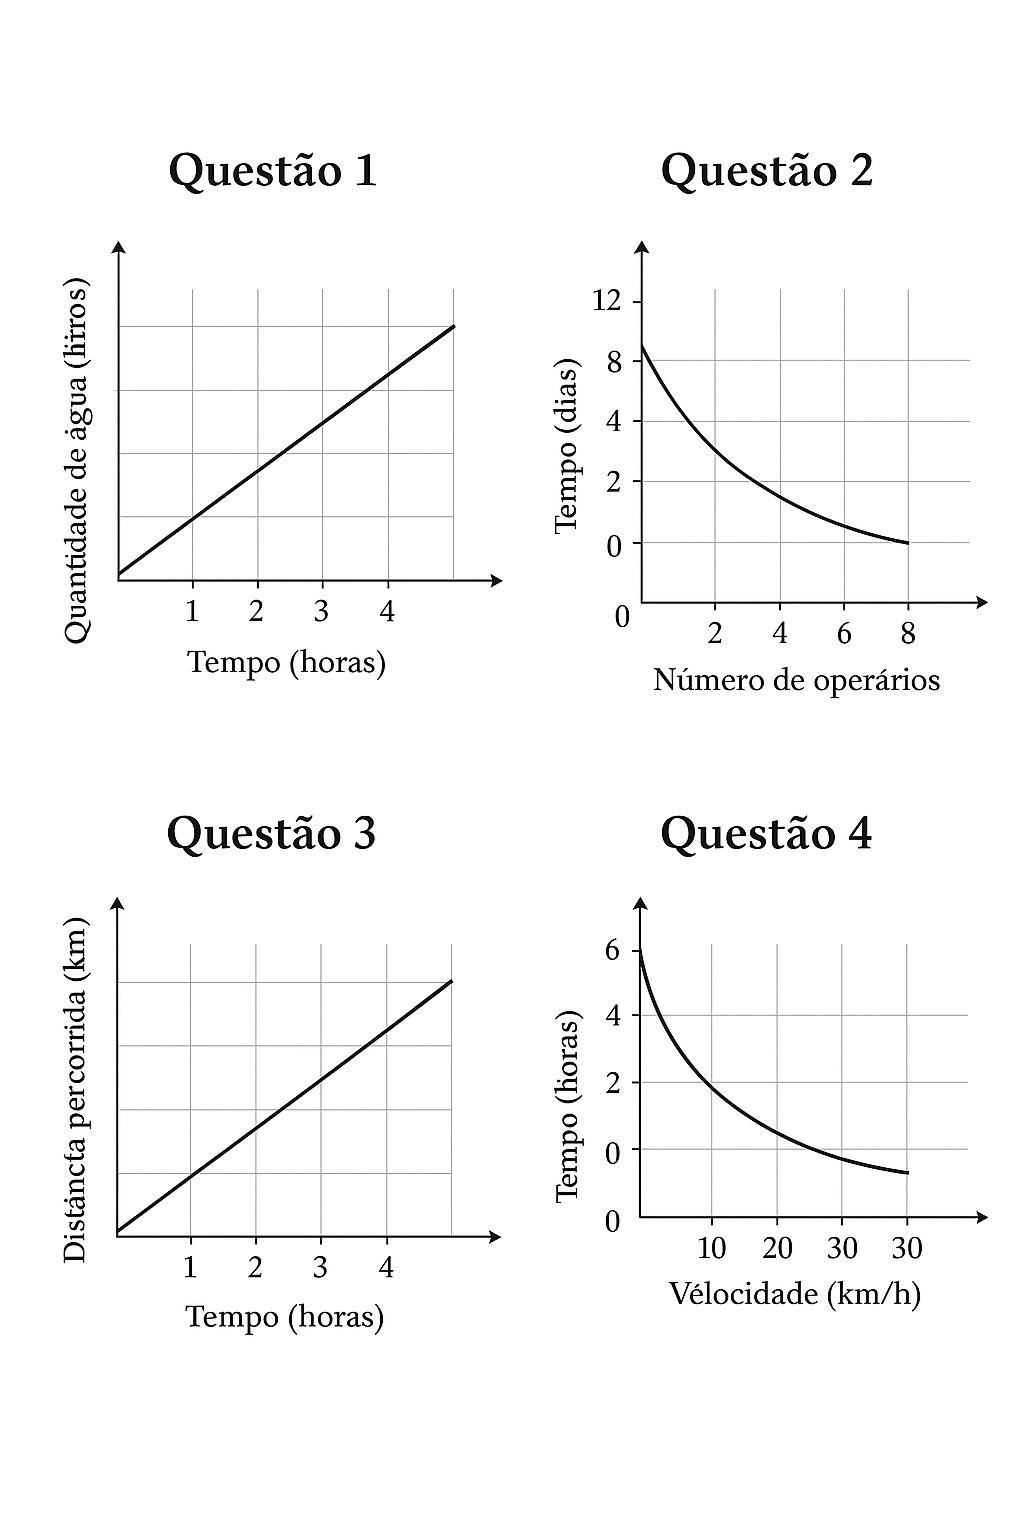 Questão 1
Quantidade de água (litros)
1 2 3 4
Tempo (horas)
Questão 2
Tempo (dias)
12
8
4
2
0
0
2 4 6 8
Número de operários
Questão 3
Distáncta percorrida (km)
1 2 3 4
Tempo (horas)
Questão 4
Tempo (horas)
6
4
2
0
0
10 20 30 30
Vélocidade (km/h)